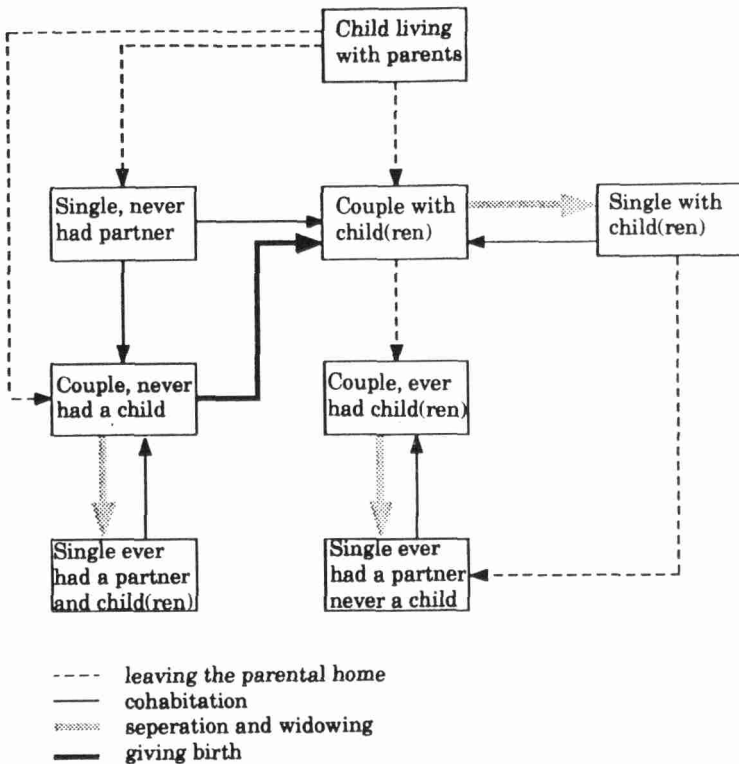 Child living
with parents
Single, never
had partner
Couple with
child(ren)
Single with
child(ren)
Couple, never
had a child
Couple, ever
had child(ren)
Single ever
had a partner
and child(ren)
Single ever
had a partner
never a child
leaving the parental home
cohabitation
seperation and widowing
giving birth